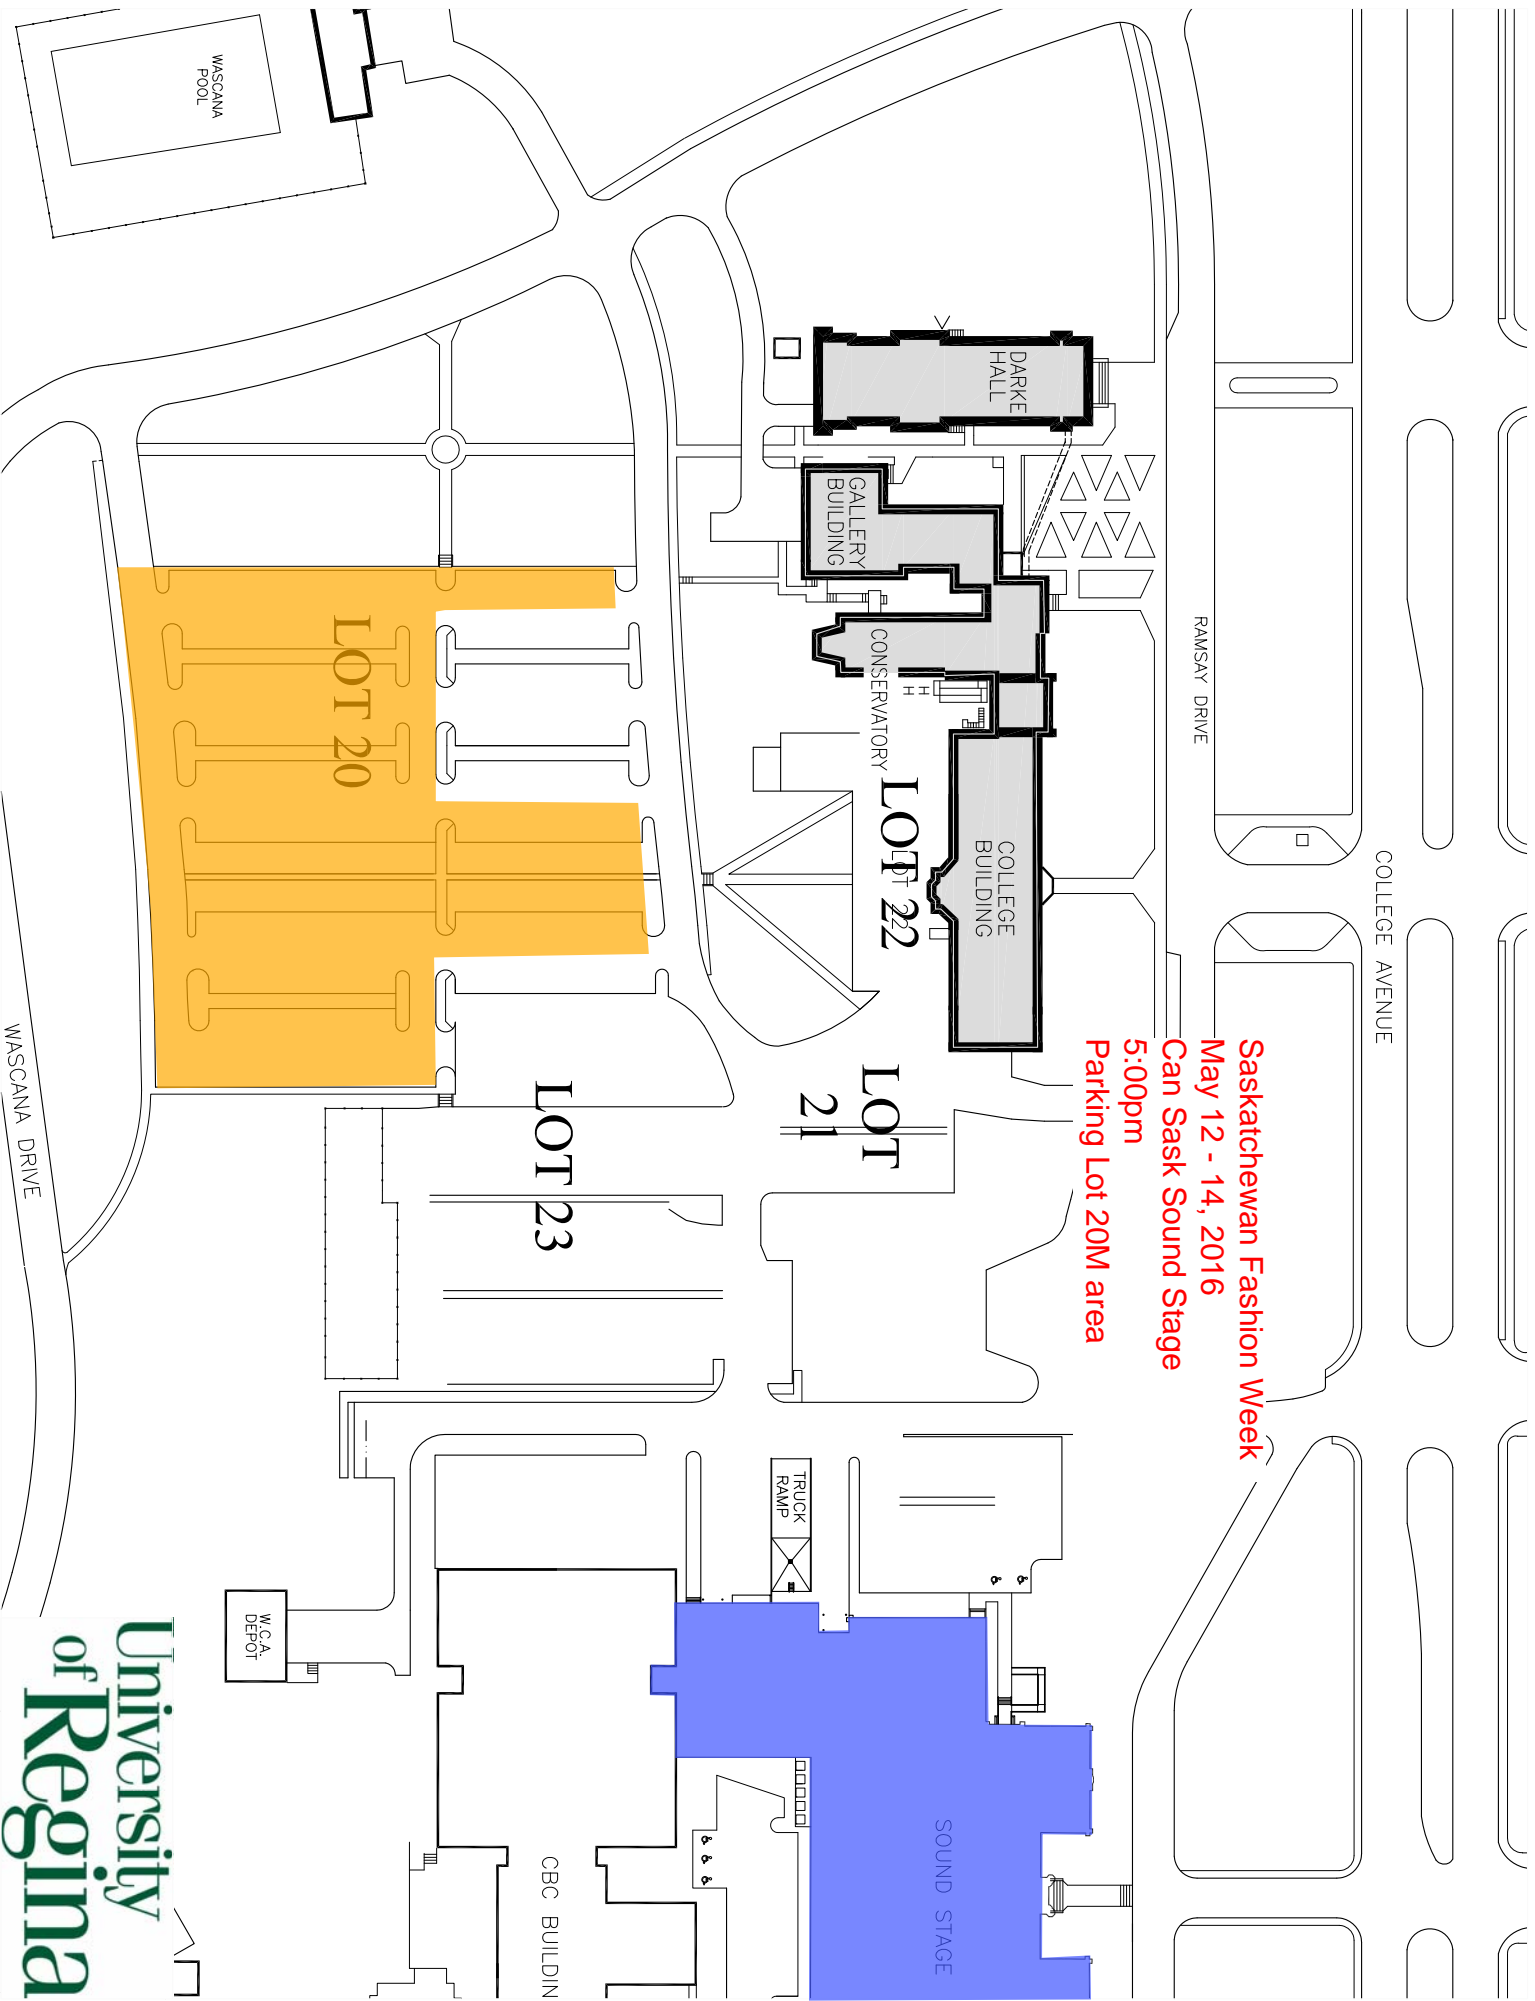 WASCANA
POOL
DARKE
HALL
GALLERY
BUILDING
CONSERVATORY
H
H
LOT 22
LOT 22
COLLEGE
BUILDING
RAMSAY DRIVE
COLLEGE AVENUE
LOT 20
WASCANA DRIVE
LOT 23
LOT
21
Saskatchewan Fashion Week
May 12 - 14, 2016
Can Sask Sound Stage
5:00pm
Parking Lot 20M area
TRUCK
RAMP
W.C.A.
DEPOT
SOUND STAGE
CBC BUILDIN
University
of Regina